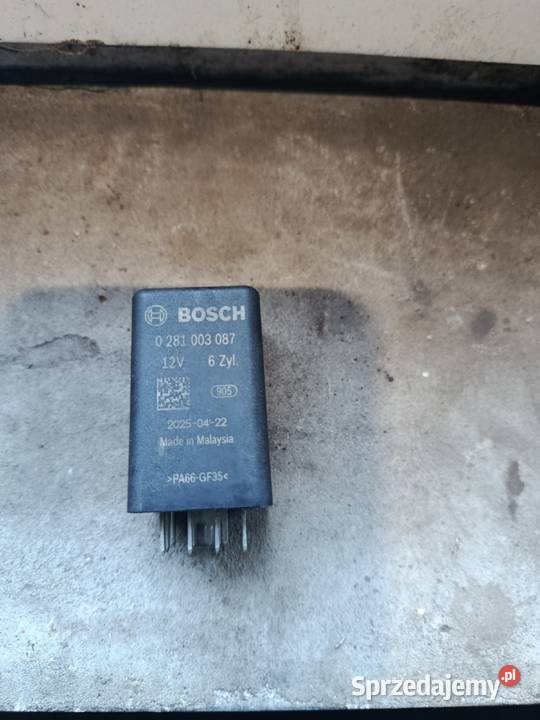 BOSCH
0 281 003 087
12V 6 Zyl.
905
2025-04-22
Made in Malaysia
>PA66-GF35<
Sprzedajemy.pl